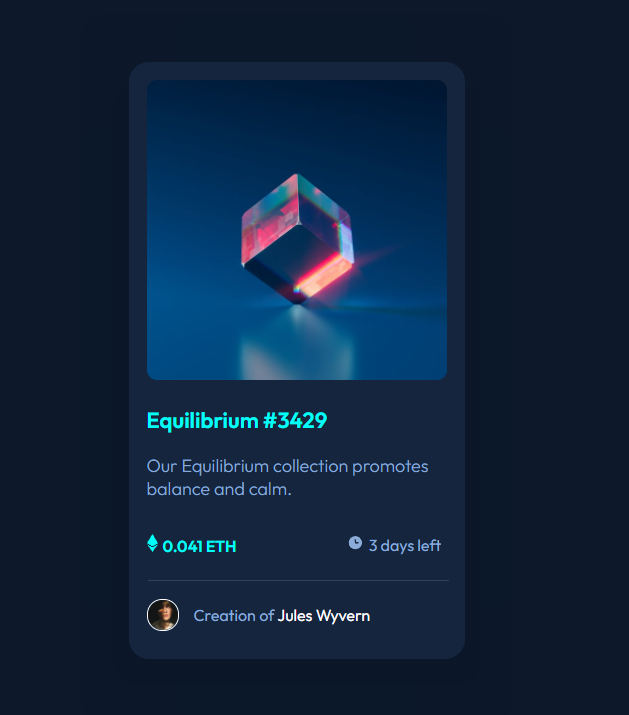 Equilibrium #3429
Our Equilibrium collection promotes
balance and calm.
0.041 ETH
3 days left
Creation of Jules Wyvern